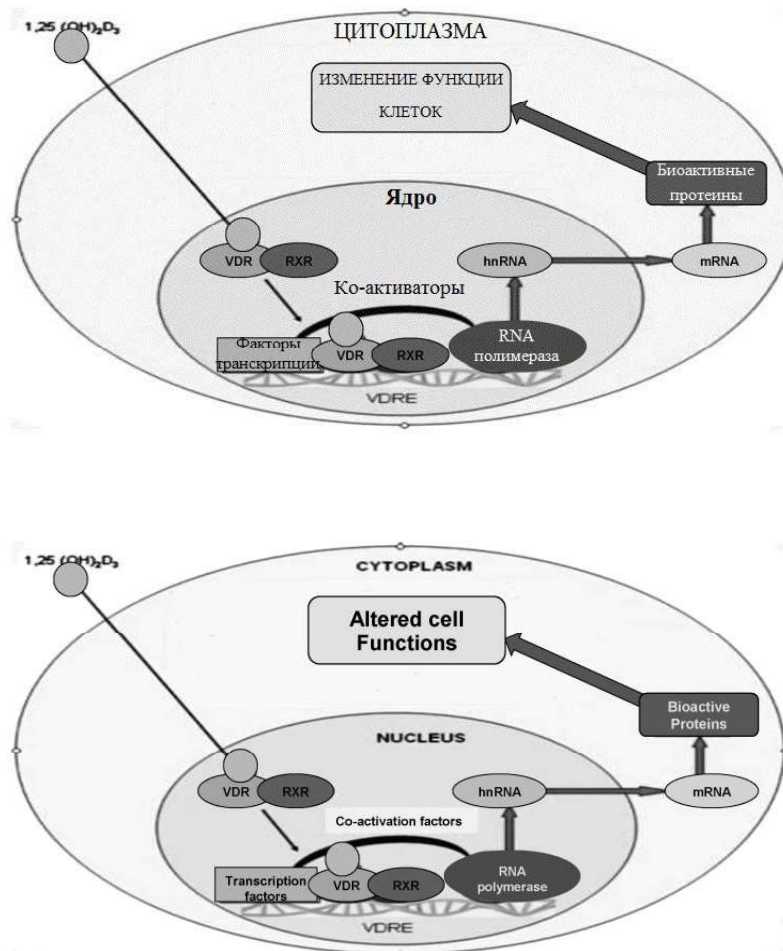 1,25 (OH)₂D₃
ЦИТОПЛАЗМА
ИЗМЕНЕНИЕ ФУНКЦИИ
КЛЕТОК
Биоактивные
протеины
Ядро
VDR
RXR
hnRNA
mRNA
Ко-активаторы
Факторы
транскрипции
VDR
RXR
RNA
полимераза
VDRE
1,25 (OH)₂D₃
CYTOPLASM
Altered cell
Functions
Bioactive
Proteins
NUCLEUS
VDR
RXR
hnRNA
mRNA
Co-activation factors
Transcription
factors
VDR
RXR
RNA
polymerase
VDRE